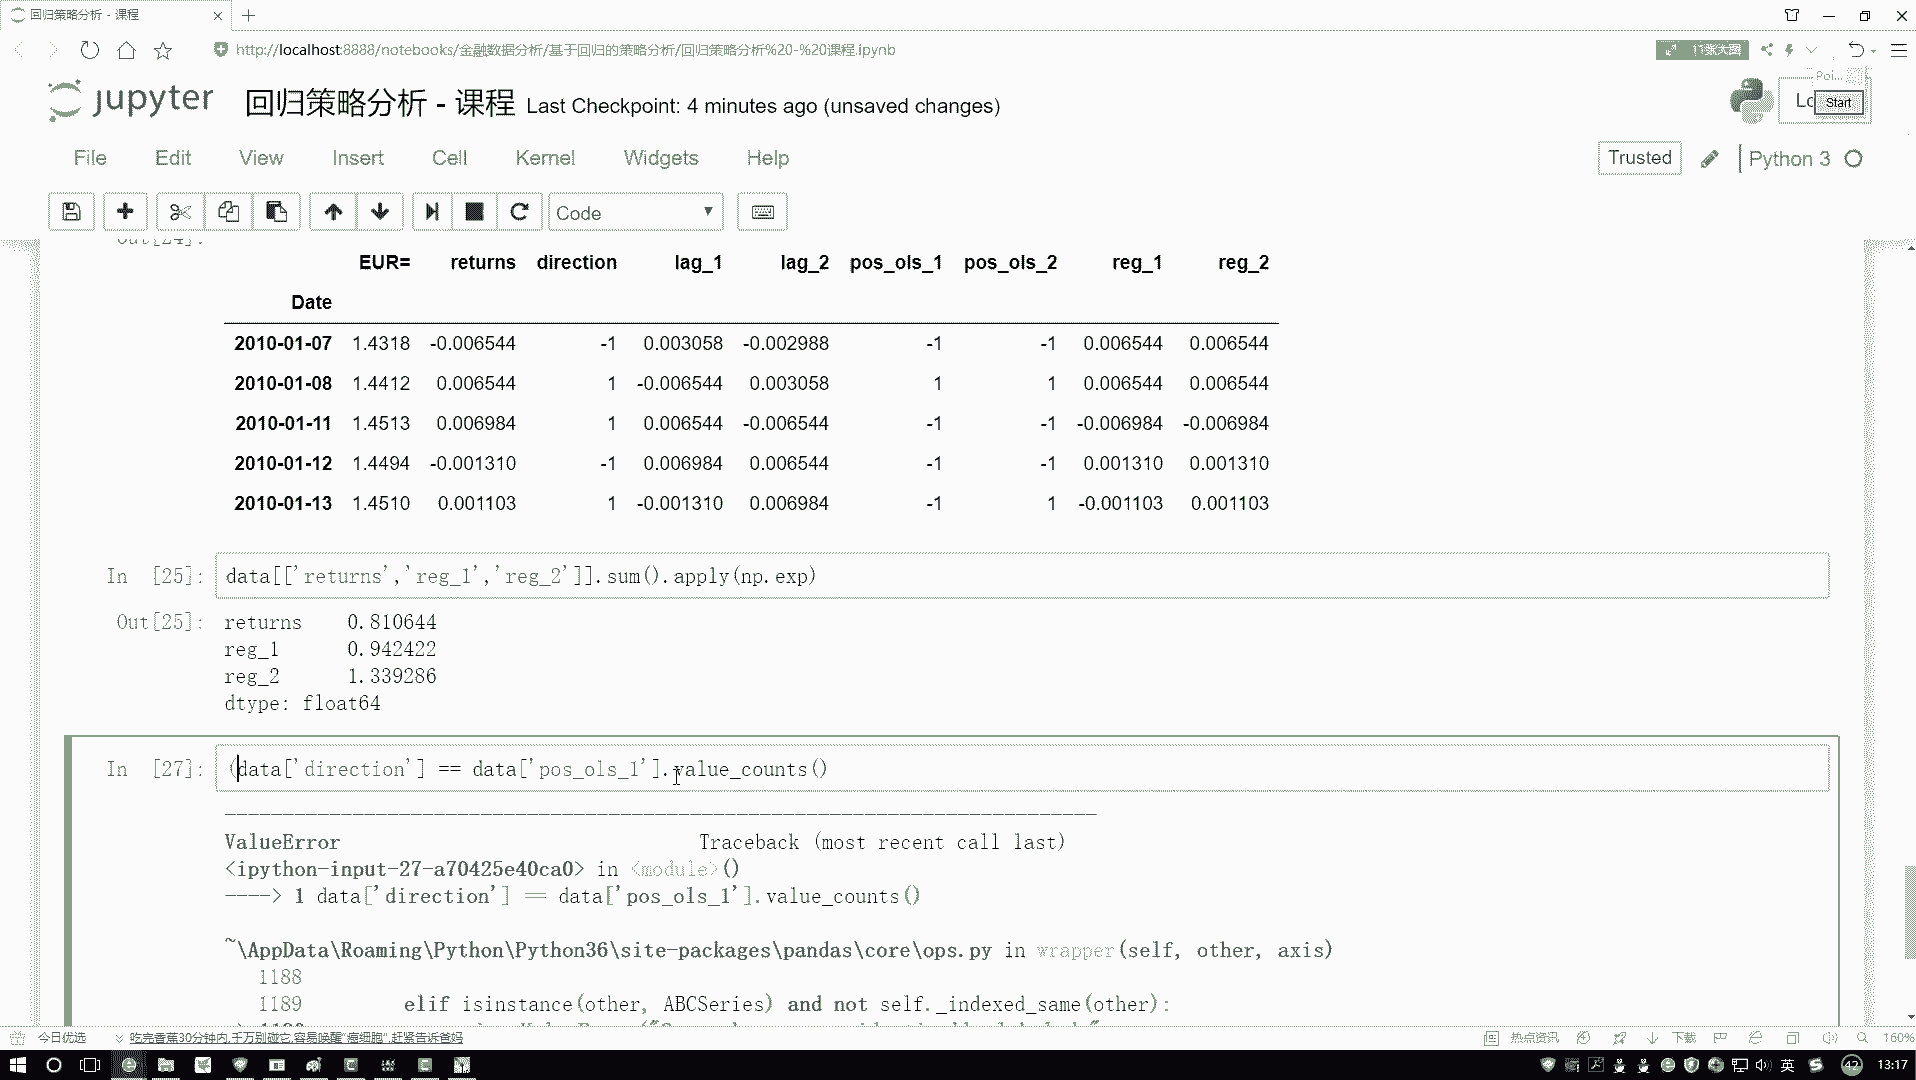 回归策略分析 - 课程
http://localhost:8888/notebooks/金融数据分析/基于回归的策略分析/回归策略分析%20-%20课程.ipynb
11张大图
Poi...
jupyter 回归策略分析 - 课程 Last Checkpoint: 4 minutes ago (unsaved changes)
Lo
Start
File Edit View Insert Cell Kernel Widgets Help
Trusted
Python 3
Code
Out[24]:
EUR= returns direction lag_1 lag_2 pos_ols_1 pos_ols_2 reg_1 reg_2
Date
2010-01-07 1.4318 -0.006544 -1 0.003058 -0.002988 -1 -1 0.006544 0.006544
2010-01-08 1.4412 0.006544 1 -0.006544 0.003058 1 1 0.006544 0.006544
2010-01-11 1.4513 0.006984 1 0.006544 -0.006544 -1 -1 -0.006984 -0.006984
2010-01-12 1.4494 -0.001310 -1 0.006984 0.006544 -1 -1 0.001310 0.001310
2010-01-13 1.4510 0.001103 1 -0.001310 0.006984 -1 1 -0.001103 0.001103
In [25]: data[['returns','reg_1','reg_2']].sum().apply(np.exp)
Out[25]: returns 0.810644
reg_1 0.942422
reg_2 1.339286
dtype: float64
In [27]: (data['direction'] == data['pos_ols_1'].value_counts()
---------------------------------------------------------------------------
ValueError Traceback (most recent call last)
<ipython-input-27-a70425e40ca0> in <module>()
----> 1 data['direction'] == data['pos_ols_1'].value_counts()
~\AppData\Roaming\Python\Python36\site-packages\pandas\core\ops.py in wrapper(self, other, axis)
1188
1189 elif isinstance(other, ABCSeries) and not self._indexed_same(other):
今日优选
吃完香蕉30分钟内,千万别碰它,容易唤醒"癌细胞",赶紧告诉爸妈
热点资讯
下载
160%
英
42
13:17